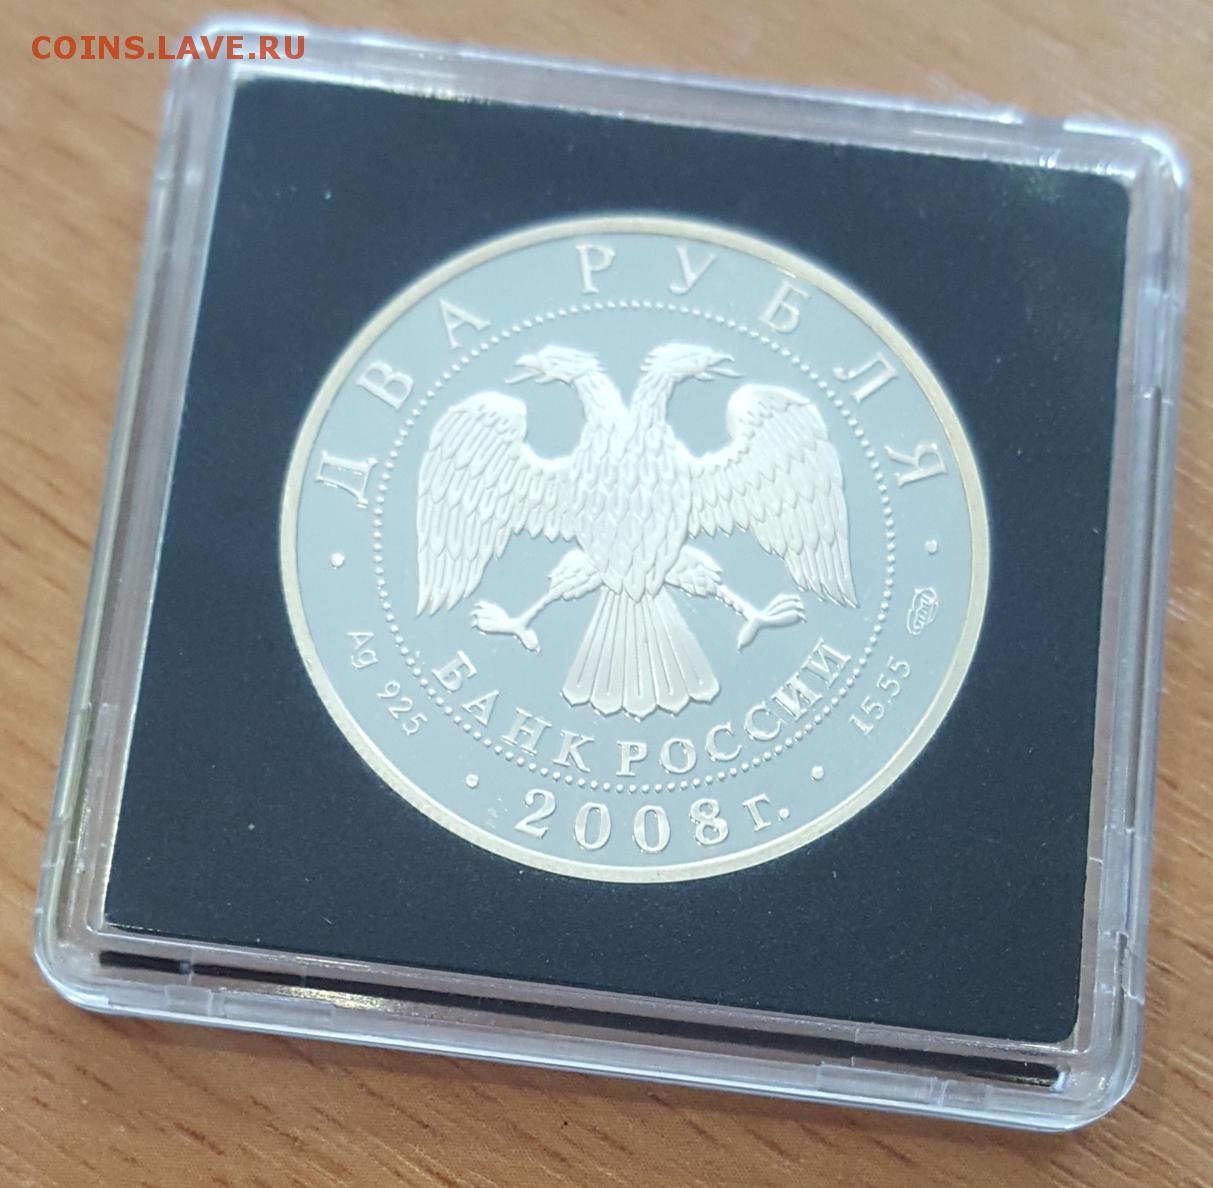 COINS.LAVE.RU
ДВА РУБЛЯ
БАНК РОССИИ
Ag 925
15.55
2008 г.